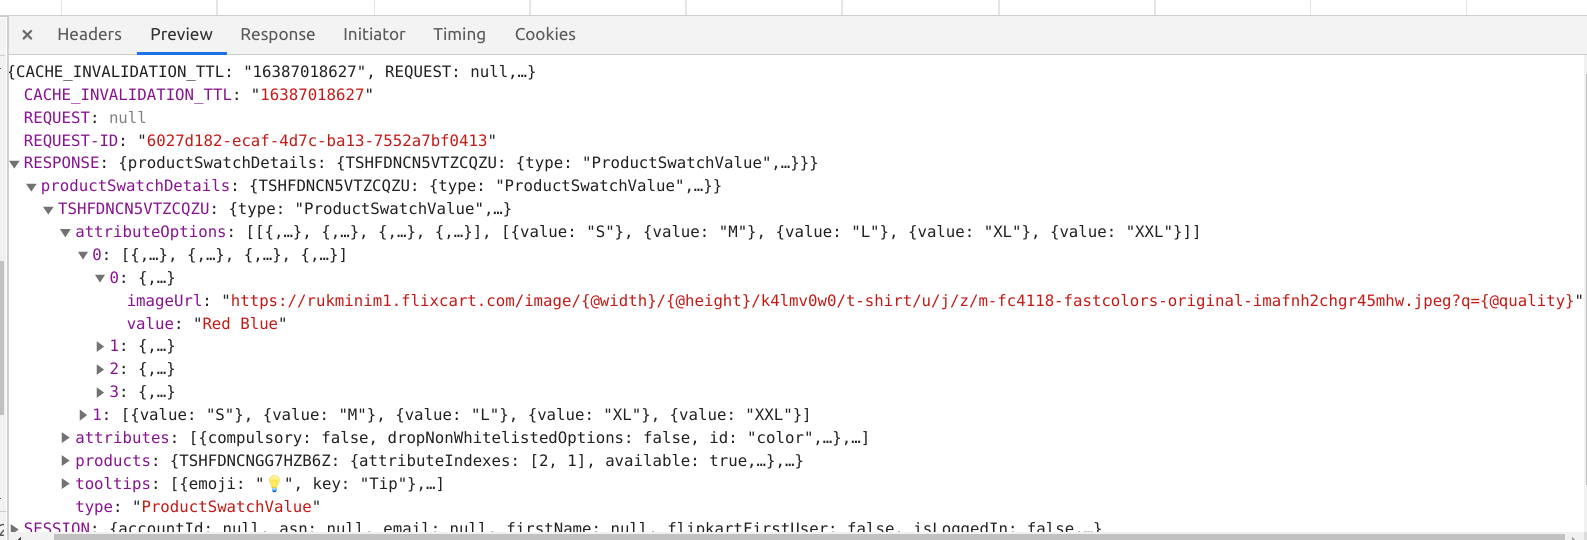 × Headers Preview Response Initiator Timing Cookies
{CACHE_INVALIDATION_TTL: "16387018627", REQUEST: null,…}
CACHE_INVALIDATION_TTL: "16387018627"
REQUEST: null
REQUEST-ID: "6027d182-ecaf-4d7c-ba13-7552a7bf0413"
▼RESPONSE: {productSwatchDetails: {TSHFDNCN5VTZCQZU: {type: "ProductSwatchValue",…}}}
▼productSwatchDetails: {TSHFDNCN5VTZCQZU: {type: "ProductSwatchValue",…}}
▼TSHFDNCN5VTZCQZU: {type: "ProductSwatchValue",…}
▼attributeOptions: [[{,…}, {,…}, {,…}, {,…}], [{value: "S"}, {value: "M"}, {value: "L"}, {value: "XL"}, {value: "XXL"}]]
▼0: [{,…}, {,…}, {,…}, {,…}]
▼0: {,…}
imageUrl: "https://rukminim1.flixcart.com/image/{@width}/{@height}/k4lmv0w0/t-shirt/u/j/z/m-fc4118-fastcolors-original-imafnh2chgr45mhw.jpeg?q={@quality}"
value: "Red Blue"
▶1: {,…}
▶2: {,…}
▶3: {,…}
▶1: [{value: "S"}, {value: "M"}, {value: "L"}, {value: "XL"}, {value: "XXL"}]
▶attributes: [{compulsory: false, dropNonWhitelistedOptions: false, id: "color",…},…]
▶products: {TSHFDNCNGG7HZB6Z: {attributeIndexes: [2, 1], available: true,…},…}
▶tooltips: [{emoji: "💡", key: "Tip"},…]
type: "ProductSwatchValue"
▶SESSION: {accountId: null, asn: null, email: null, firstName: null, flipkartFirstUser: false, isLoggedIn: false,…}